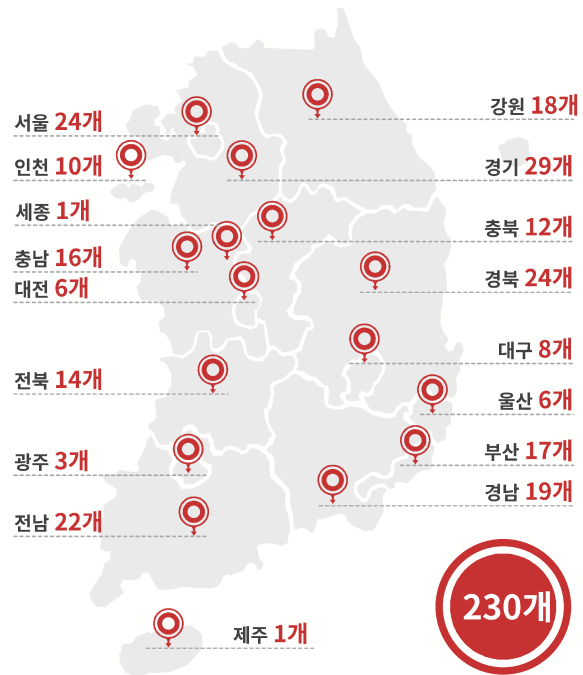 서울 24개
인천 10개
세종 1개
충남 16개
대전 6개
전북 14개
광주 3개
전남 22개
강원 18개
경기 29개
충북 12개
경북 24개
대구 8개
울산 6개
부산 17개
경남 19개
제주 1개
230개